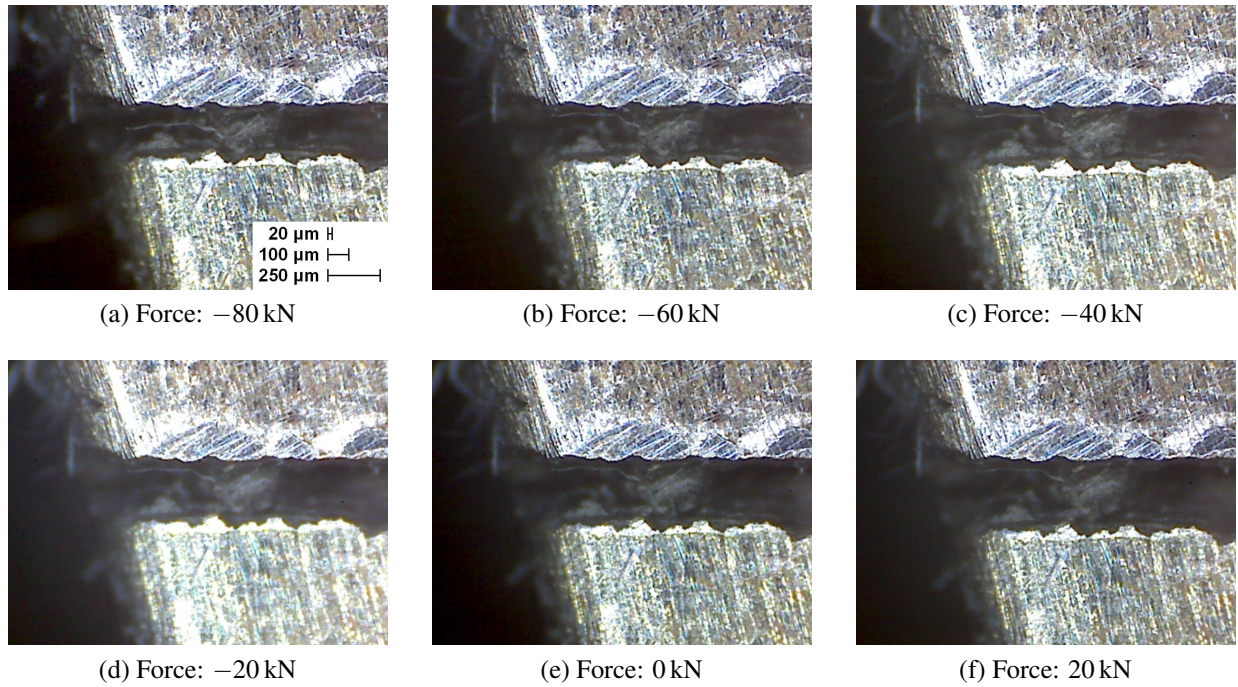 20 µm
100 µm
250 µm
(a) Force: −80 kN
(b) Force: −60 kN
(c) Force: −40 kN
(d) Force: −20 kN
(e) Force: 0 kN
(f) Force: 20 kN